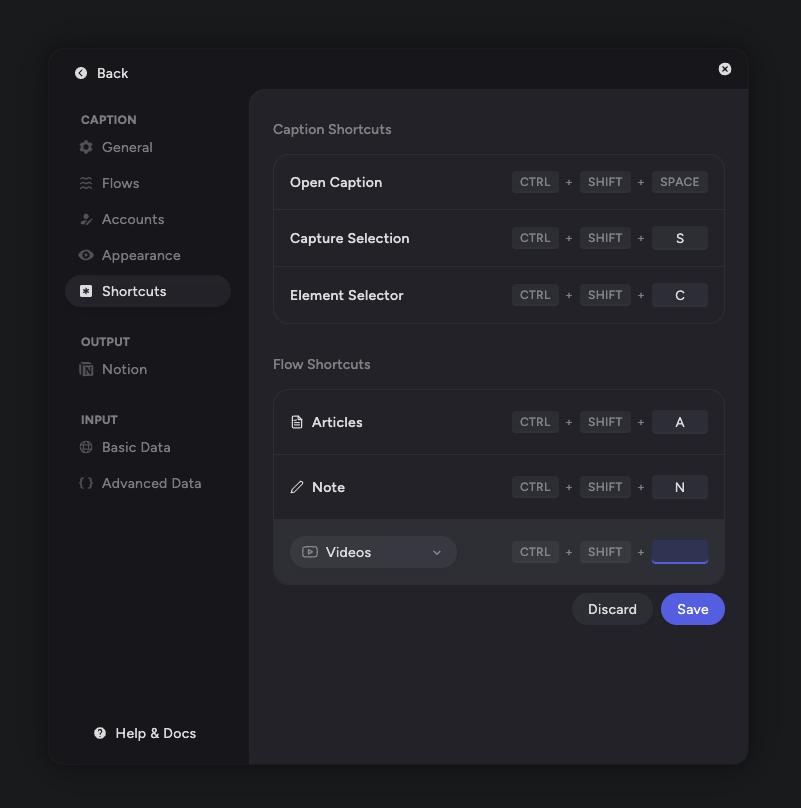 Back
CAPTION
General
Flows
Accounts
Appearance
Shortcuts
OUTPUT
Notion
INPUT
Basic Data
Advanced Data
Help & Docs
Caption Shortcuts
Open Caption CTRL + SHIFT + SPACE
Capture Selection CTRL + SHIFT + S
Element Selector CTRL + SHIFT + C
Flow Shortcuts
Articles CTRL + SHIFT + A
Note CTRL + SHIFT + N
Videos CTRL + SHIFT +
Discard Save